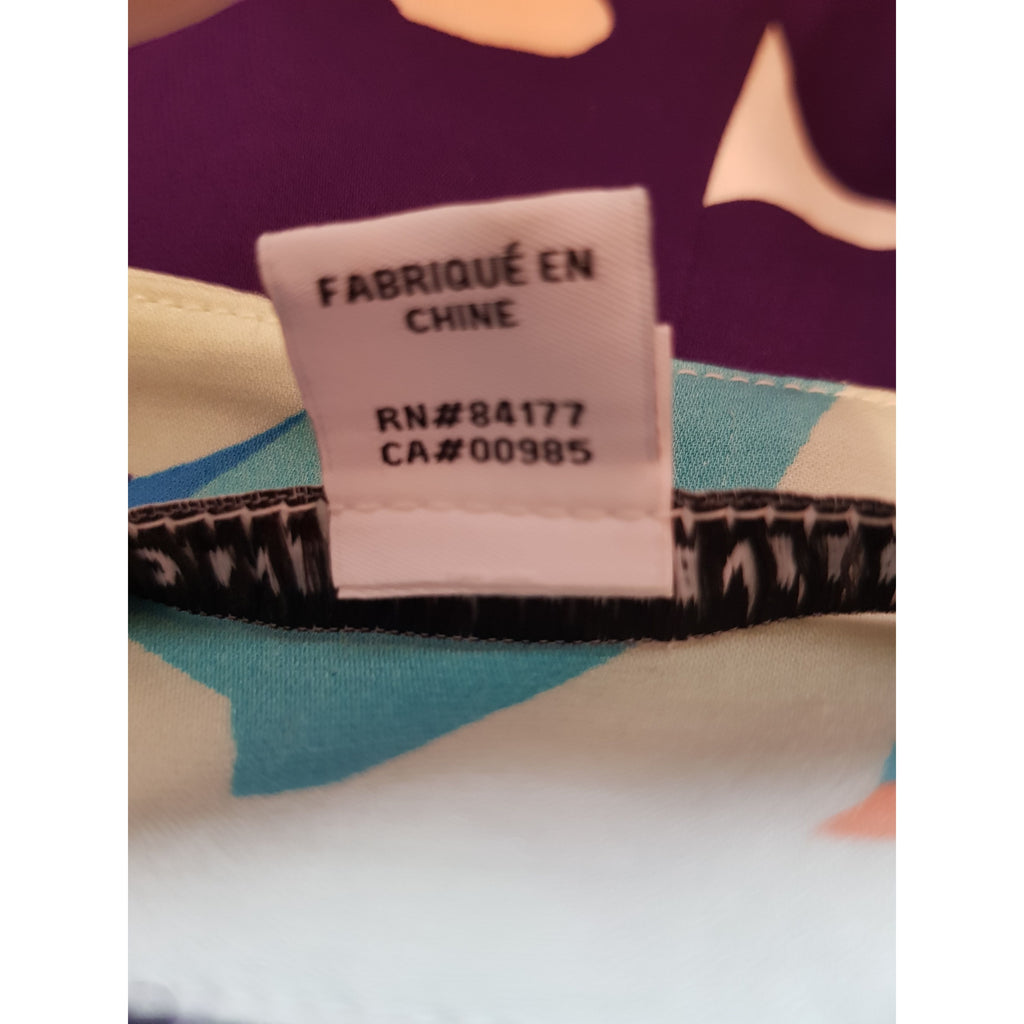 FABRIQUÉ EN
CHINE
RN#84177
CA#00985